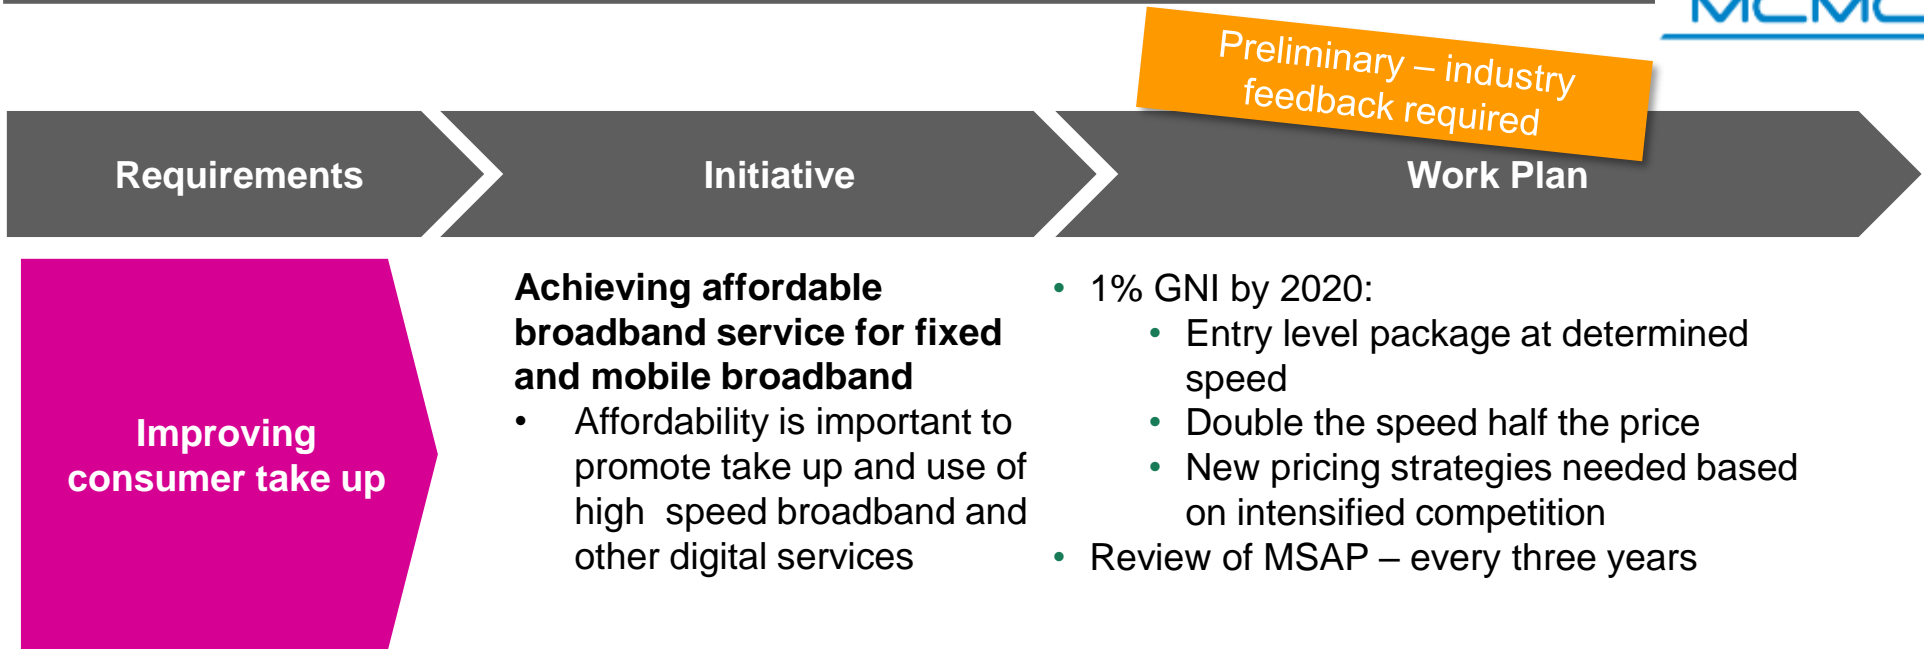 MCMC
Preliminary – industry
feedback required
Requirements
Initiative
Work Plan
Improving
consumer take up
Achieving affordable
broadband service for fixed
and mobile broadband
• Affordability is important to
promote take up and use of
high  speed broadband and
other digital services
• 1% GNI by 2020:
• Entry level package at determined
speed
• Double the speed half the price
• New pricing strategies needed based
on intensified competition
• Review of MSAP – every three years